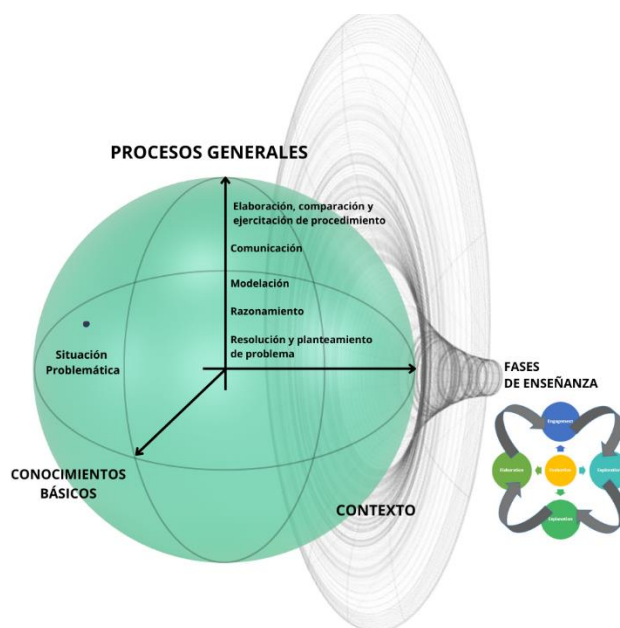 PROCESOS GENERALES
Elaboración, comparación y
ejercitación de procedimiento
Comunicación
Modelación
Razonamiento
Resolución y planteamiento
de problema
Situación
Problemática
CONOCIMIENTOS
BÁSICOS
CONTEXTO
FASES
DE ENSEÑANZA
Engagement
Elaboration
Evaluation
Exploration
Explanation